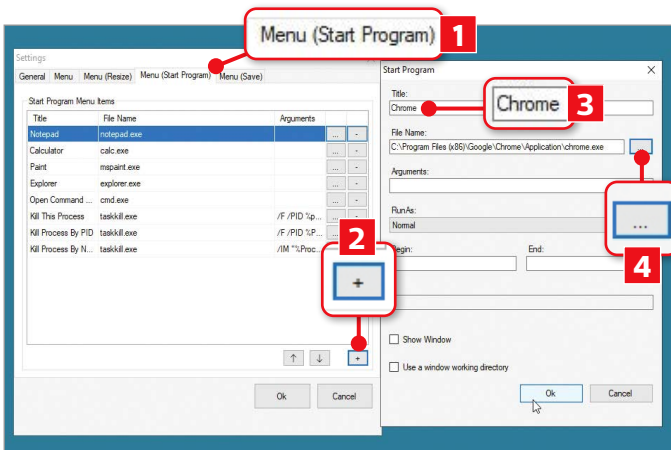 Menu (Start Program) 1
Settings
General Menu Menu (Resize) Menu (Start Program) Menu (Save)
Start Program Menu Items
Title File Name Arguments
Notepad notepad.exe ... -
Calculator calc.exe ... -
Paint mspaint.exe ... -
Explorer explorer.exe ... -
Open Command ... cmd.exe ... -
Kill This Process taskkill.exe /F /PID %p... ... -
Kill Process By PID taskkill.exe /F /PID %P... ...
Kill Process By N... taskkill.exe /IM "%Proc...
2
+
↑ ↓ +
Ok Cancel
Start Program X
Title:
Chrome
Chrome 3
File Name:
C:\Program Files (x86)\Google\Chrome\Application\chrome.exe ...
Arguments:
RunAs:
Normal
... 4
Begin: End:
Show Window
Use a window working directory
Ok Cancel